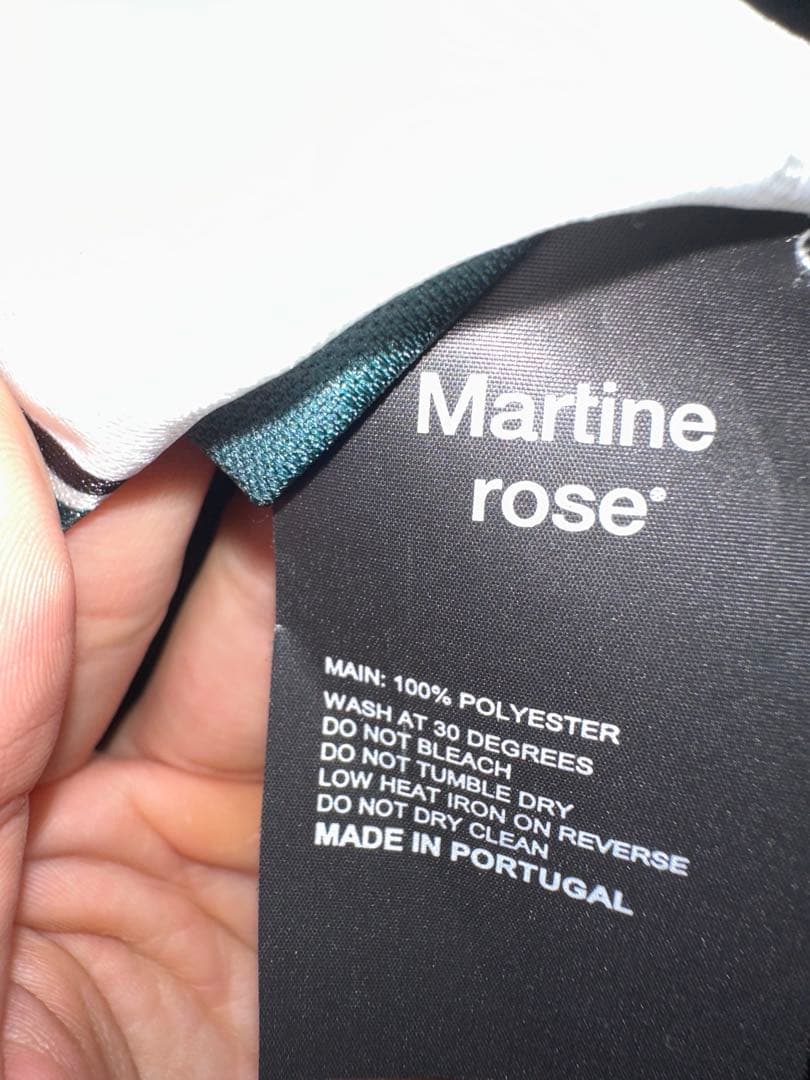 Martine
rose®
MAIN: 100% POLYESTER
WASH AT 30 DEGREES
DO NOT BLEACH
DO NOT TUMBLE DRY
LOW HEAT IRON ON REVERSE
DO NOT DRY CLEAN
MADE IN PORTUGAL